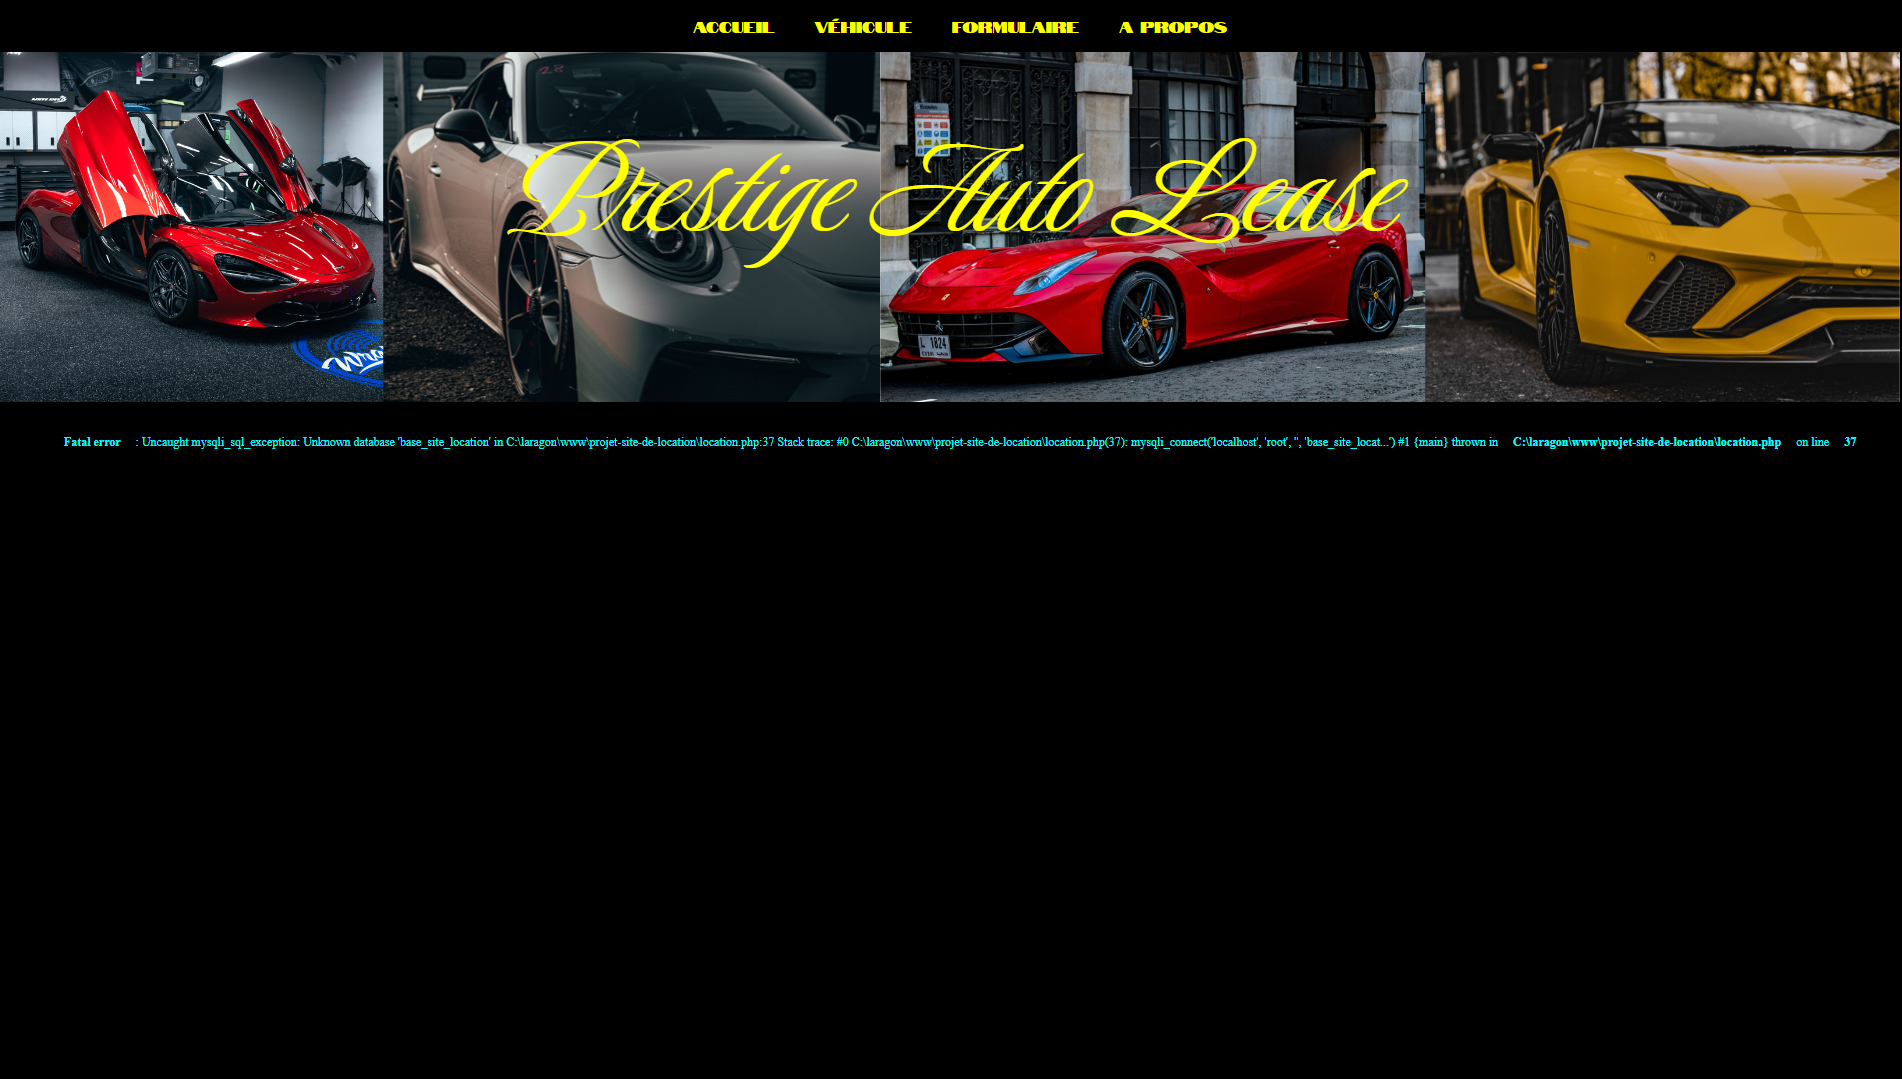 ACCUEIL VÉHICULE FORMULAIRE A PROPOS
28
Prestige Auto Lease
L 1824
Fatal error : Uncaught mysqli_sql_exception: Unknown database 'base_site_location' in C:\laragon\www\projet-site-de-location\location.php:37 Stack trace: #0 C:\laragon\www\projet-site-de-location\location.php(37): mysqli_connect('localhost', 'root', '', 'base_site_locat...') #1 {main} thrown in C:\laragon\www\projet-site-de-location\location.php on line 37